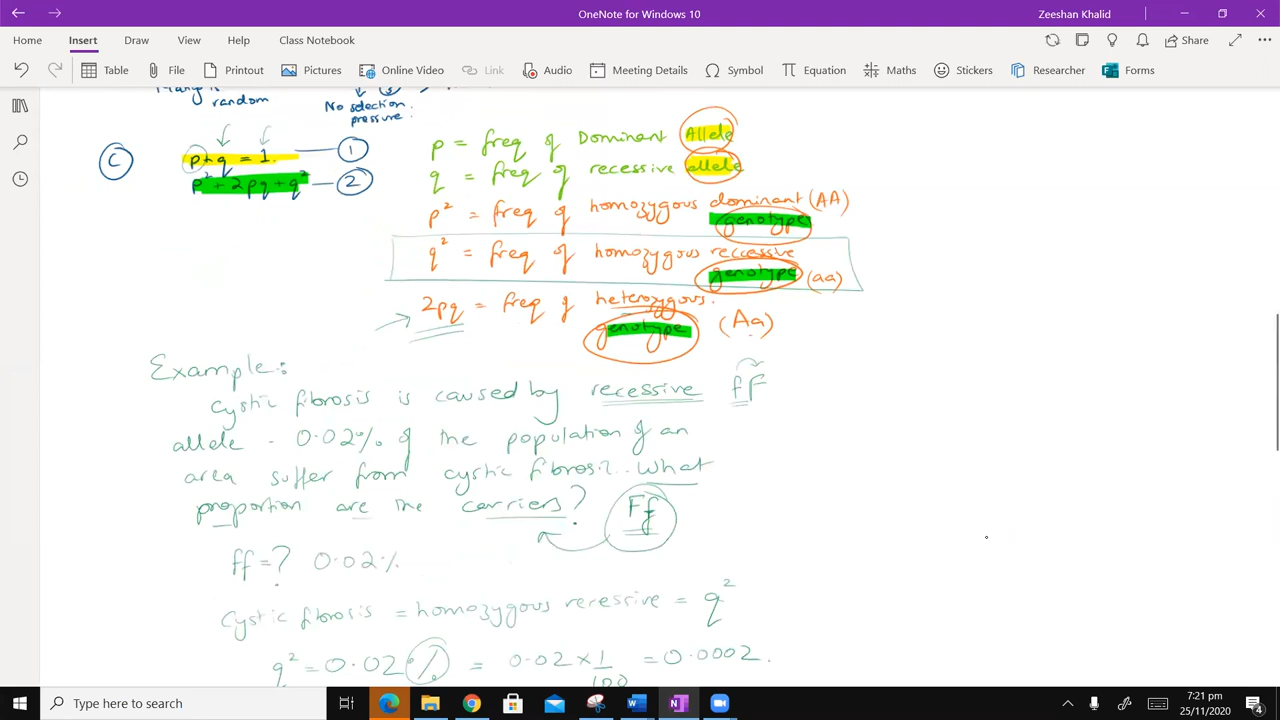 OneNote for Windows 10
Zeeshan Khalid
Home Insert Draw View Help Class Notebook
Share
Table File Printout Pictures Online Video Link Audio Meeting Details Symbol Equation Maths Stickers Researcher Forms
random
No selection
pressure.
C
p+q = 1. 1
p² + 2pq + q² 2
p = freq of Dominant Allele
q = freq of recessive allele
p² = freq of homozygous dominant (AA)
genotype
q² = freq of homozygous reccessive
genotype (aa)
2pq = freq of heterozygous.
genotype (Aa)
Example:
Cystic fibrosis is caused by recessive fF
allele - 0.02% of the population of an
area suffer from cystic fibrosis. What
proportion are the carriers? Ff
ff = ? 0.02%
Cystic fibrosis = homozygous recessive = q²
q² = 0.02 % = 0.02 × 1 = 0.0002.
100
Type here to search
7:21 pm
25/11/2020